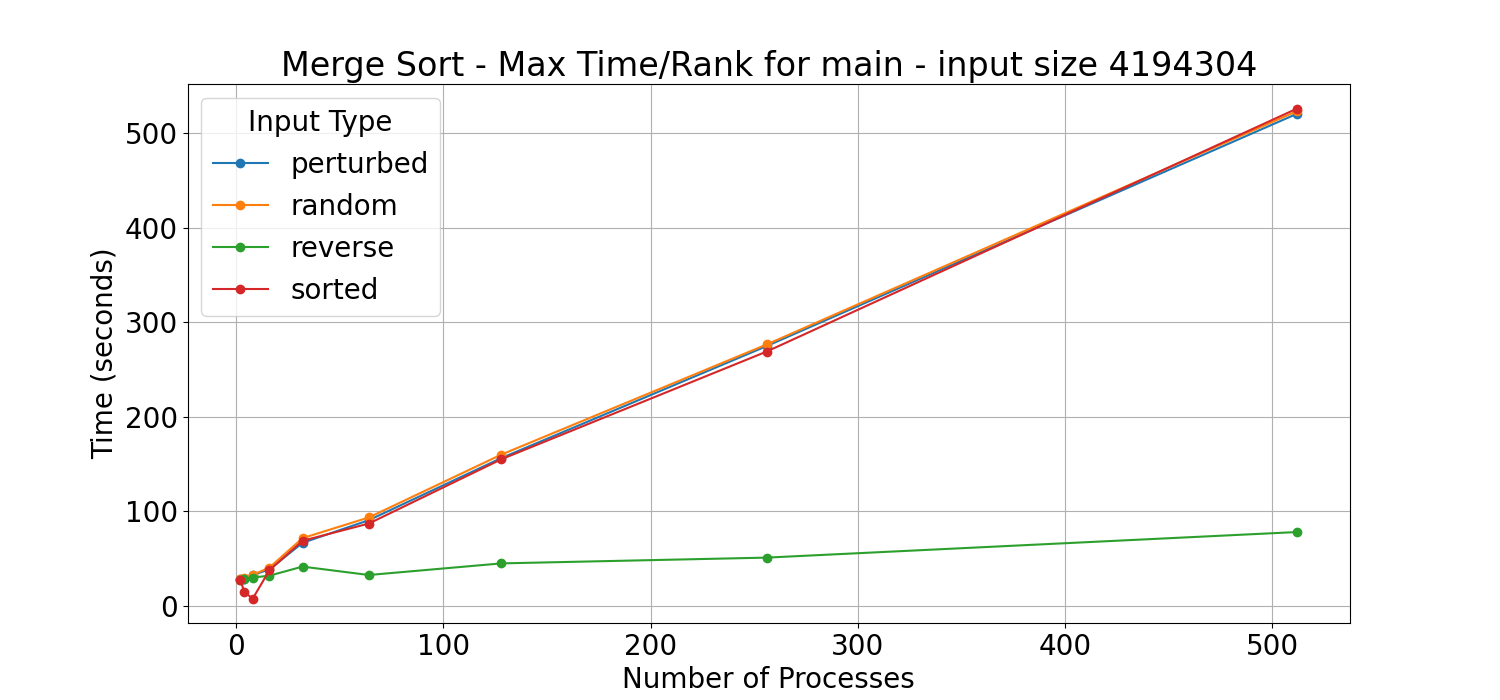 Merge Sort - Max Time/Rank for main - input size 4194304
Input Type
perturbed
random
reverse
sorted
Time (seconds)
500
400
300
200
100
0
0 100 200 300 400 500
Number of Processes